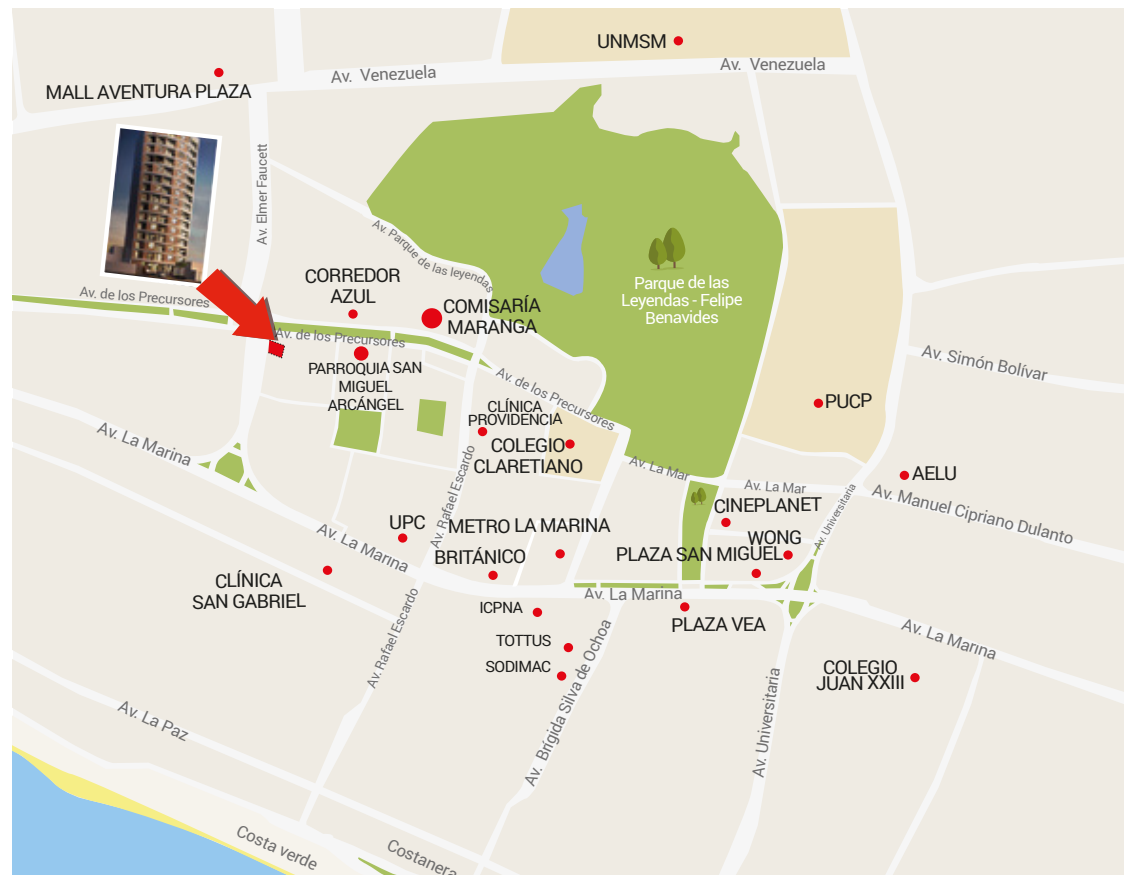 UNMSM
Av. Venezuela
Av. Venezuela
MALL AVENTURA PLAZA
Av. Elmer Faucett
Av. Parque de las leyendas
CORREDOR
AZUL
COMISARÍA
MARANGA
Parque de las
Leyendas - Felipe
Benavides
Av. de los Precursores
Av. de los Precursores
PARROQUIA SAN
MIGUEL
ARCÁNGEL
Av. de los Precursores
Av. Simón Bolívar
PUCP
CLÍNICA
PROVIDENCIA
COLEGIO
CLARETIANO
Av. La Marina
Av. La Mar
Av. La Mar
AELU
Av. Manuel Cipriano Dulanto
Av. Rafael Escardo
Av. Universitaria
CINEPLANET
WONG
PLAZA SAN MIGUEL
UPC
METRO LA MARINA
BRITÁNICO
Av. La Marina
CLÍNICA
SAN GABRIEL
Av. La Marina
ICPNA
PLAZA VEA
Av. La Marina
TOTTUS
SODIMAC
Av. Rafael Escardo
Av. Brígida Silva de Ochoa
Av. Universitaria
COLEGIO
JUAN XXIII
Av. La Paz
Costa verde
Costanera